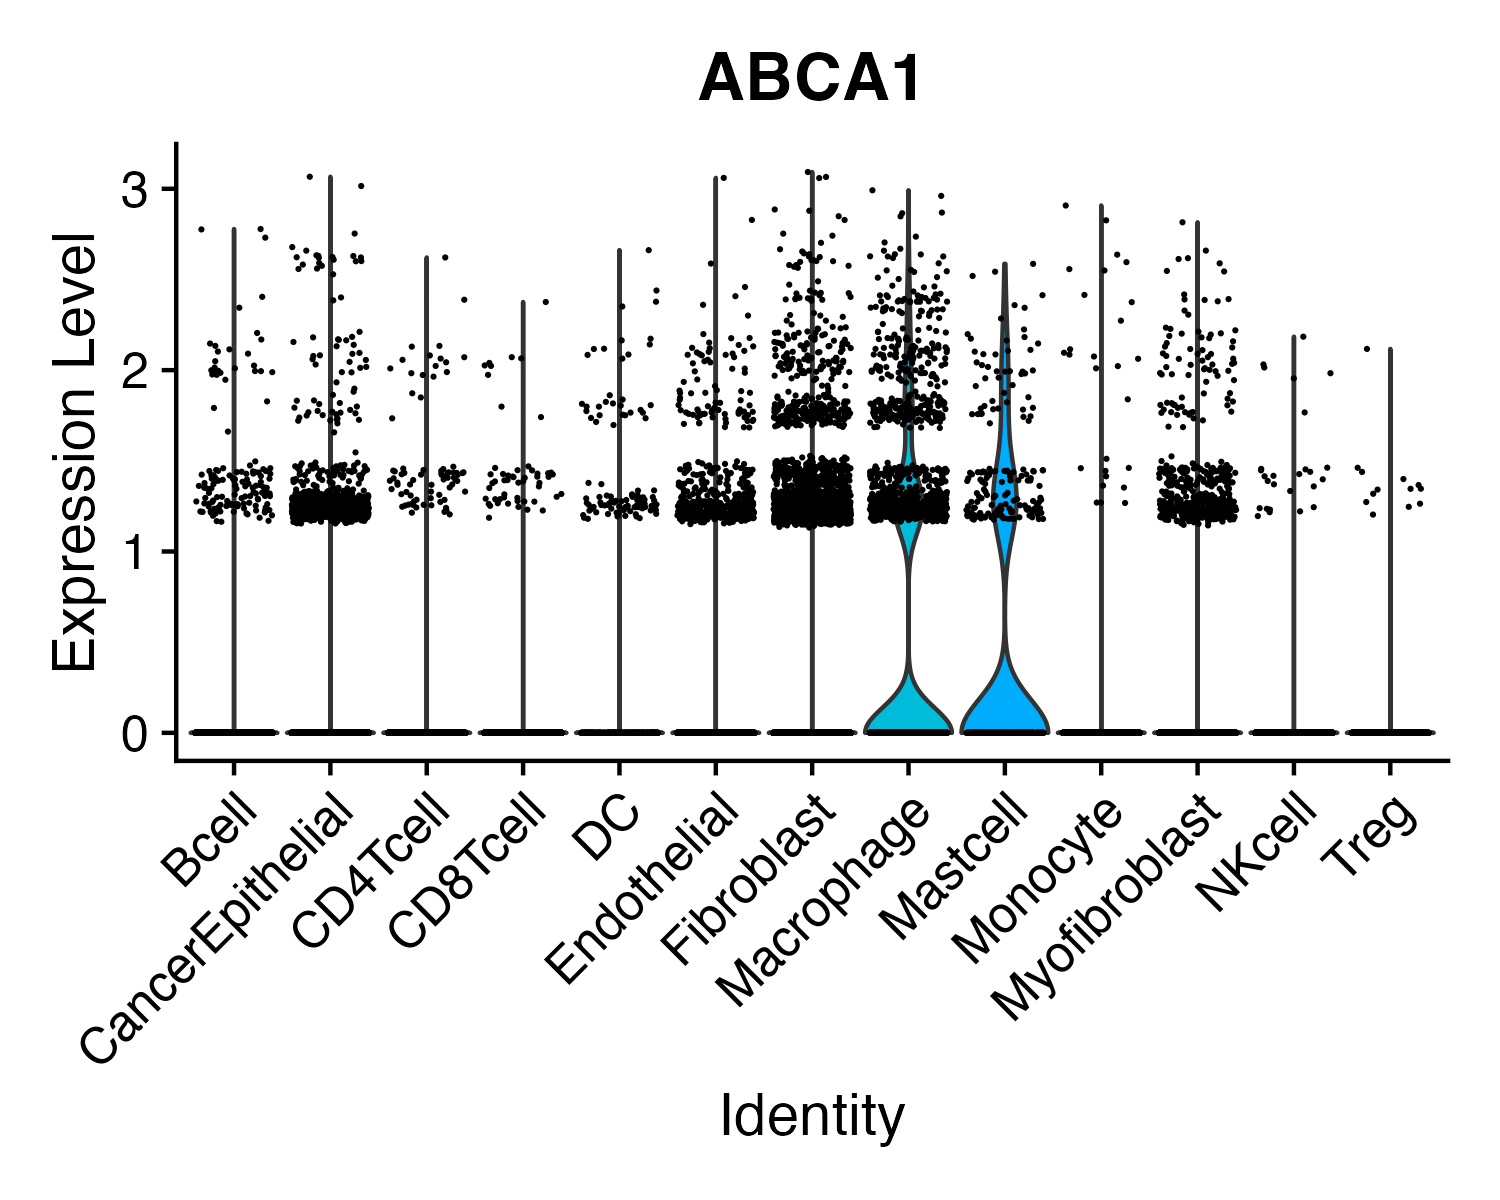 ABCA1
Expression Level
3
2
1
0
Bcell
CancerEpithelial
CD4Tcell
CD8Tcell
DC
Endothelial
Fibroblast
Macrophage
Mastcell
Monocyte
Myofibroblast
NKcell
Treg
Identity